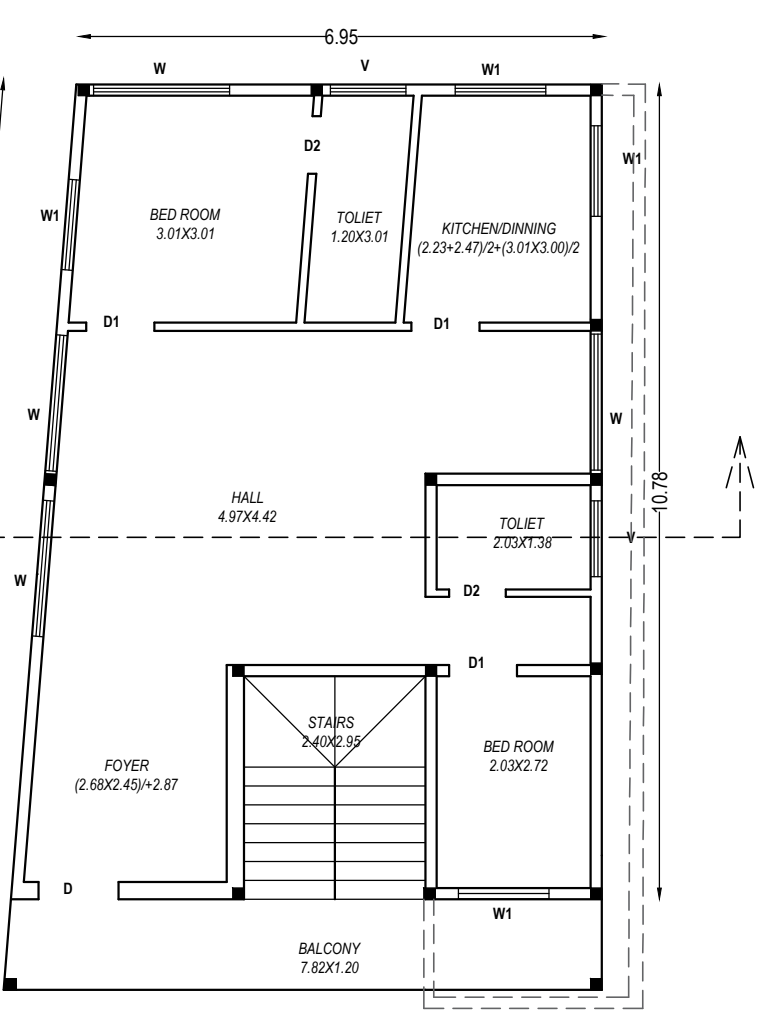 6.95
W
V
W1
D2
W1
W1
BED ROOM
3.01X3.01
TOLIET
1.20X3.01
KITCHEN/DINNING
(2.23+2.47)/2+(3.01X3.00)/2
D1
D1
W
W
HALL
4.97X4.42
10.78
TOLIET
2.03X1.38
V
W
D2
D1
STAIRS
2.40X2.95
BED ROOM
2.03X2.72
FOYER
(2.68X2.45)/+2.87
D
W1
BALCONY
7.82X1.20